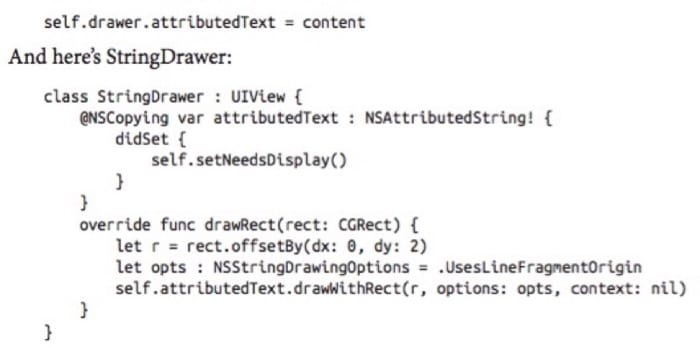 self.drawer.attributedText = content
And here's StringDrawer:
class StringDrawer : UIView {
@NSCopying var attributedText : NSAttributedString! {
didSet {
self.setNeedsDisplay()
}
}
override func drawRect(rect: CGRect) {
let r = rect.offsetBy(dx: 0, dy: 2)
let opts : NSStringDrawingOptions = .UsesLineFragmentOrigin
self.attributedText.drawWithRect(r, options: opts, context: nil)
}
}